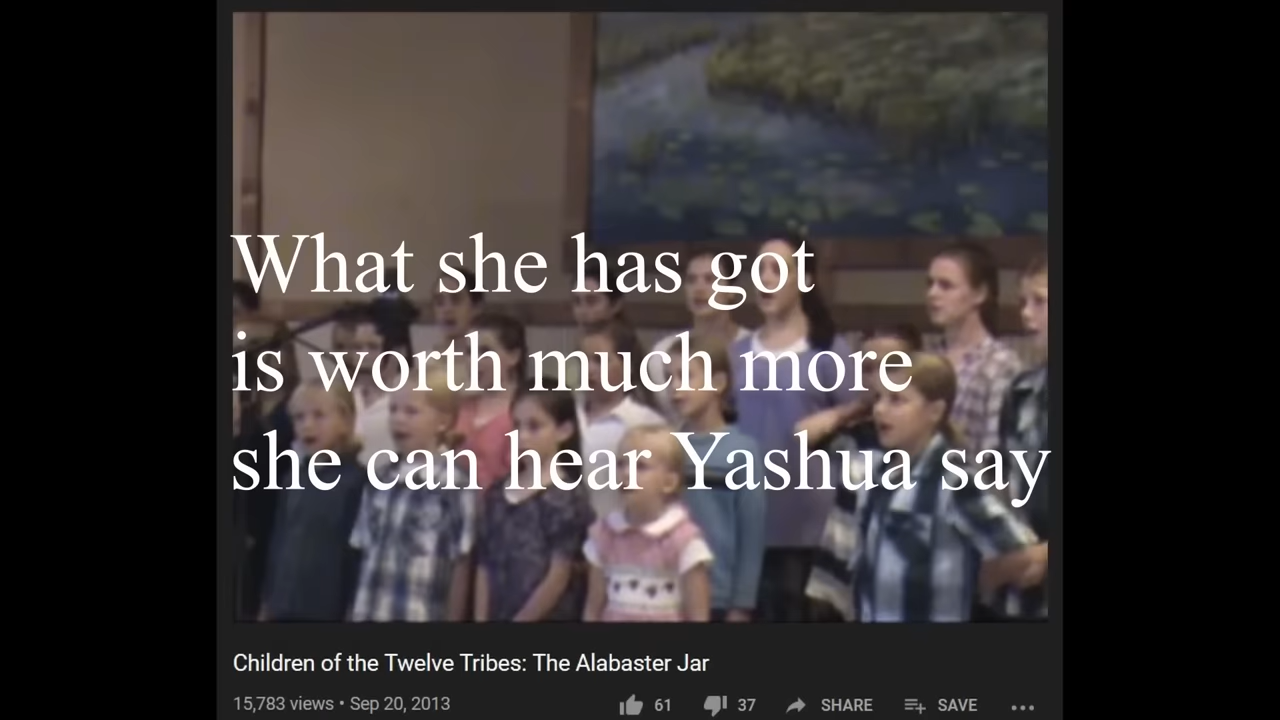 What she has got
is worth much more
she can hear Yashua say
Children of the Twelve Tribes: The Alabaster Jar
15,783 views • Sep 20, 2013
61
37
SHARE
SAVE